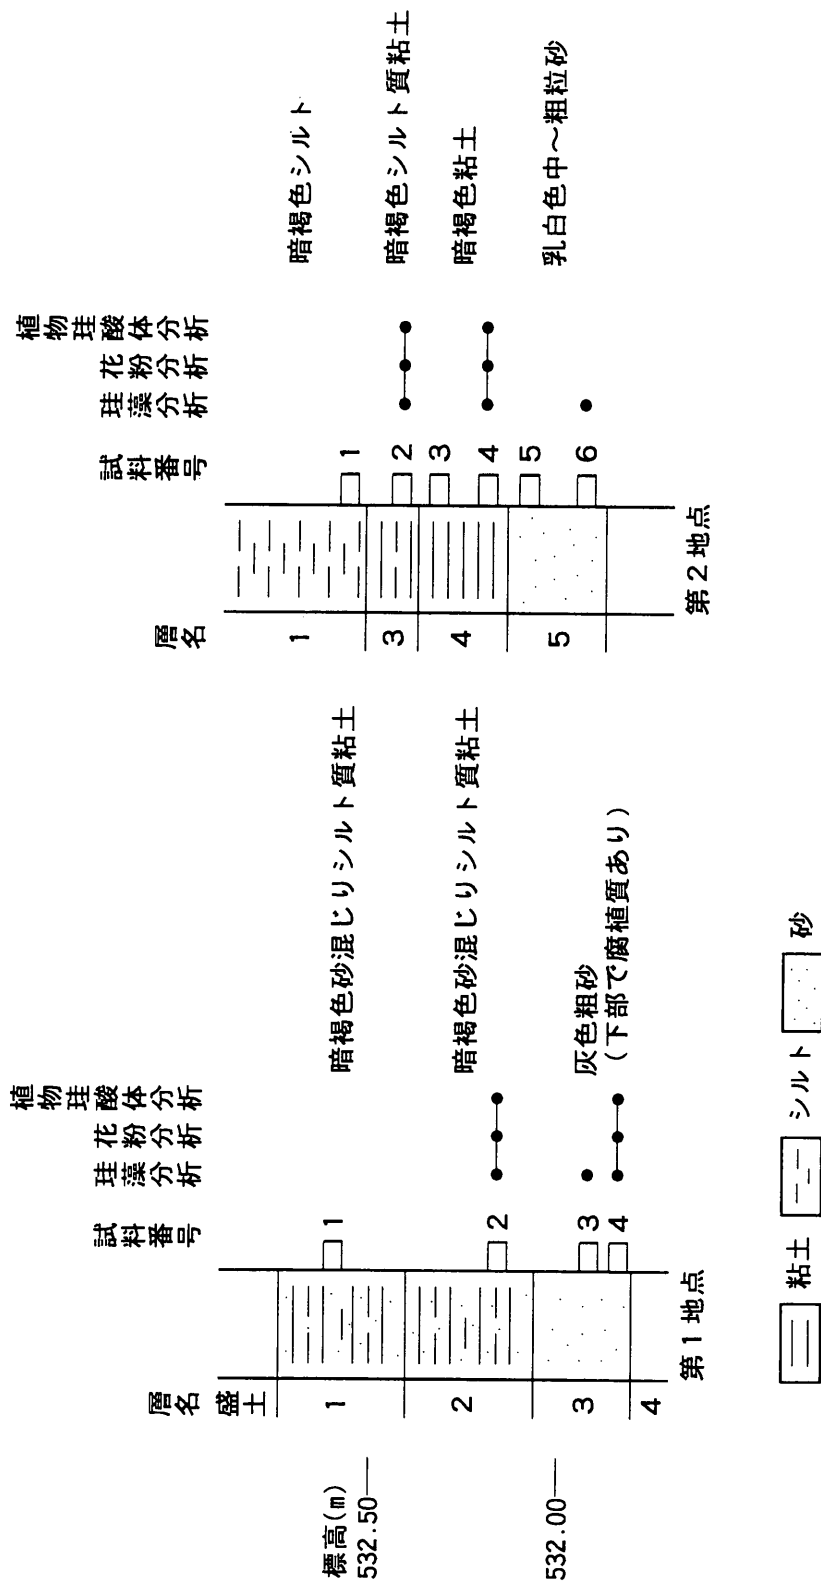 植物珪酸体分析
花粉分析
珪藻分析
試料番号
層名
盛土
標高(m)
532.50
532.00
1
2
3
4
1
2
3
4
暗褐色砂混じりシルト質粘土
暗褐色砂混じりシルト質粘土
灰色粗砂
(下部で腐植質あり)
第1地点
植物珪酸体分析
花粉分析
珪藻分析
試料番号
層名
1
3
4
5
1
2
3
4
5
6
暗褐色シルト
暗褐色シルト質粘土
暗褐色粘土
乳白色中～粗粒砂
第2地点
粘土
シルト
砂